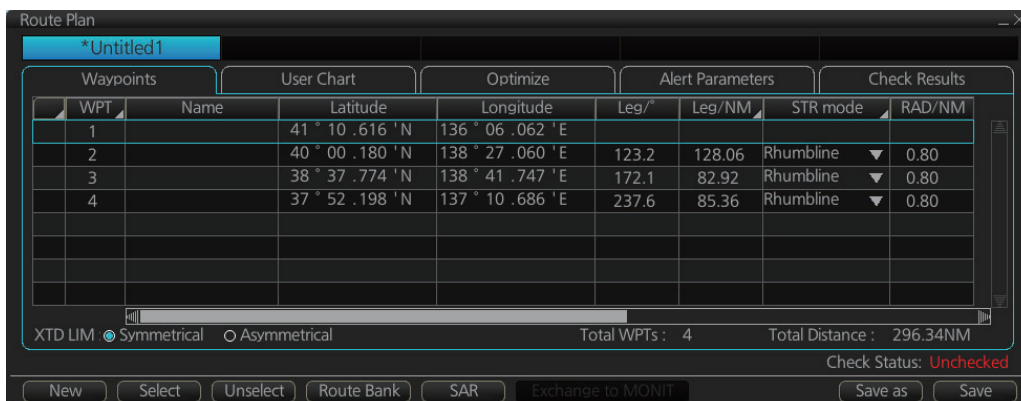 Route Plan
*Untitled1
Waypoints User Chart Optimize Alert Parameters Check Results
WPT Name Latitude Longitude Leg/° Leg/NM STR mode RAD/NM
1 41 ° 10 .616 'N 136 ° 06 .062 'E
2 40 ° 00 .180 'N 138 ° 27 .060 'E 123.2 128.06 Rhumbline 0.80
3 38 ° 37 .774 'N 138 ° 41 .747 'E 172.1 82.92 Rhumbline 0.80
4 37 ° 52 .198 'N 137 ° 10 .686 'E 237.6 85.36 Rhumbline 0.80
XTD LIM : Symmetrical Asymmetrical Total WPTs : 4 Total Distance : 296.34NM
Check Status: Unchecked
New Select Unselect Route Bank SAR Exchange to MONIT Save as Save